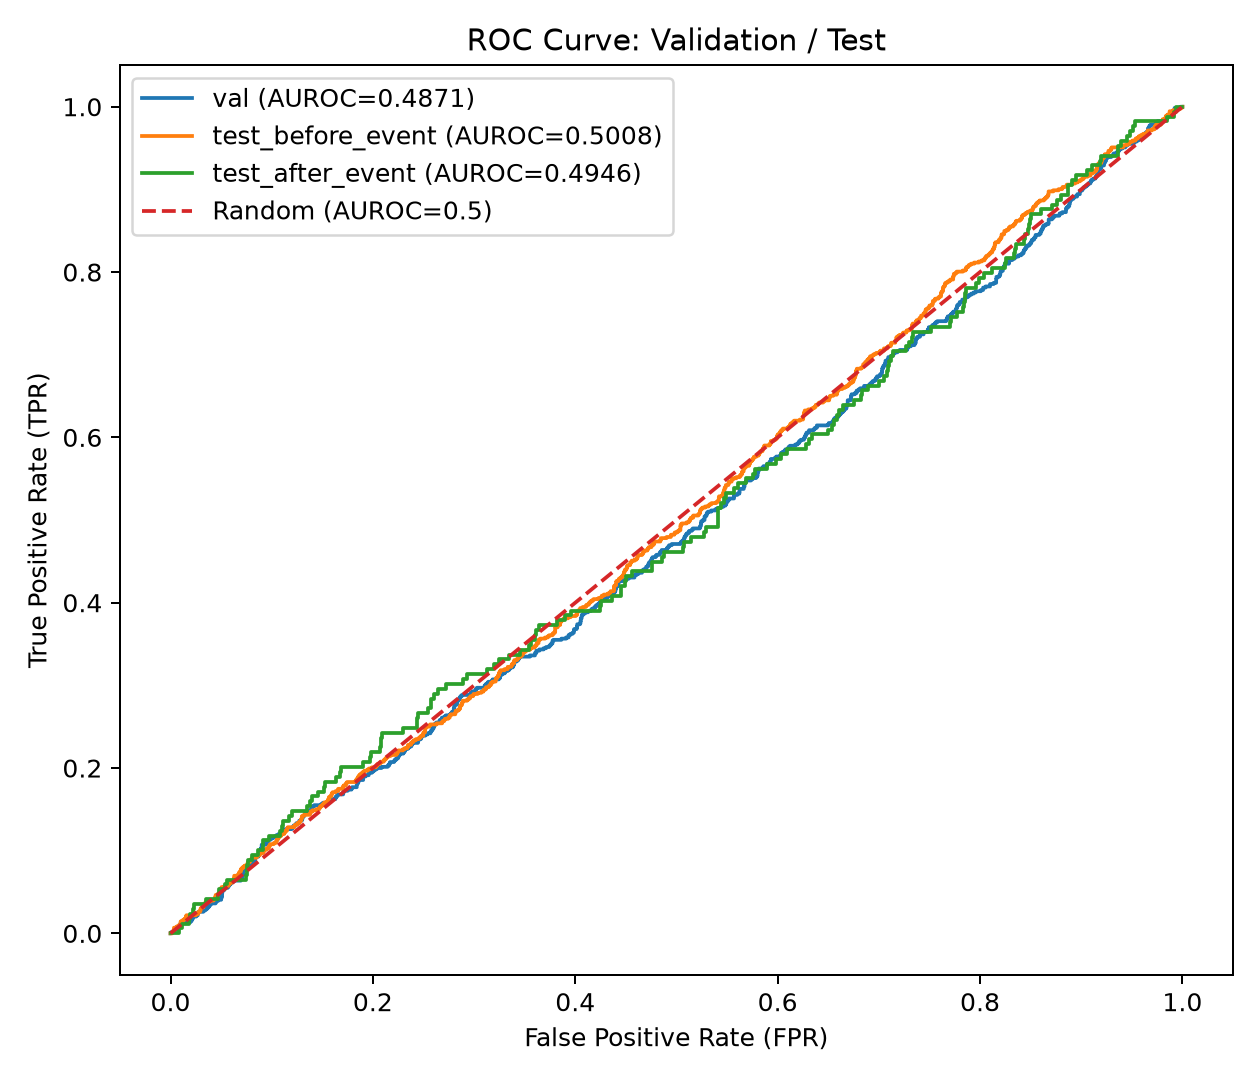 ROC Curve: Validation / Test
val (AUROC=0.4871)
test_before_event (AUROC=0.5008)
test_after_event (AUROC=0.4946)
Random (AUROC=0.5)
True Positive Rate (TPR)
1.0
0.8
0.6
0.4
0.2
0.0
0.0 0.2 0.4 0.6 0.8 1.0
False Positive Rate (FPR)